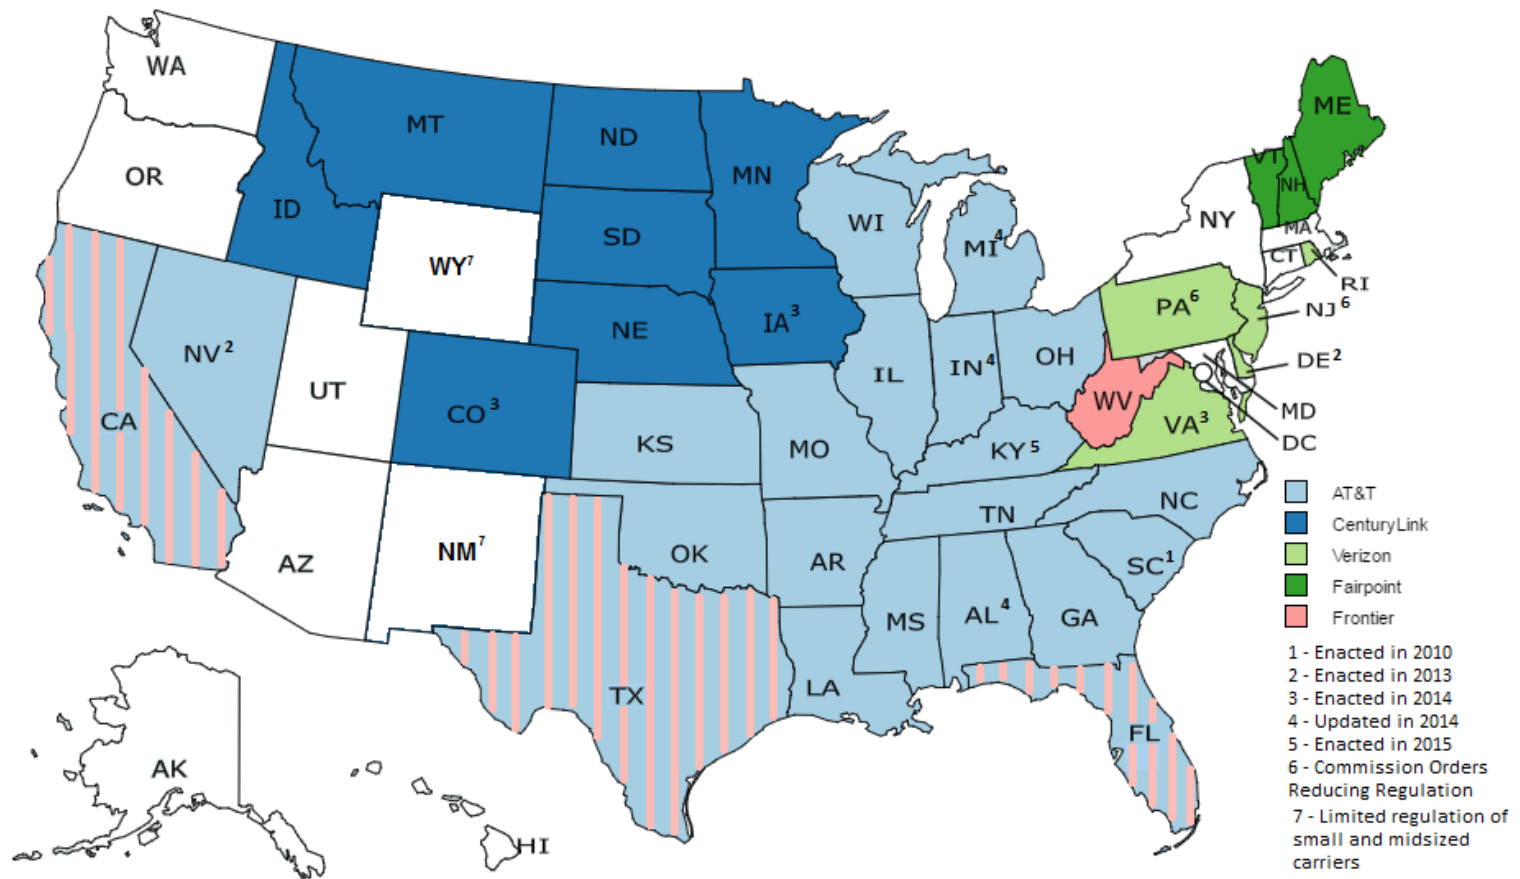 WA
MT
ND
MN
ME
OR
ID
VT
NH
WY7
SD
WI
MI4
NY
MA
CT
RI
NV2
UT
CO3
NE
IA3
IL
IN4
OH
PA6
NJ 6
DE2
MD
DC
WV
VA3
CA
KS
MO
KY5
AZ
NM7
OK
AR
TN
NC
SC1
TX
LA
MS
AL4
GA
FL
AK
HI
AT&T
CenturyLink
Verizon
Fairpoint
Frontier
1 - Enacted in 2010
2 - Enacted in 2013
3 - Enacted in 2014
4 - Updated in 2014
5 - Enacted in 2015
6 - Commission Orders
Reducing Regulation
7 - Limited regulation of
small and midsized
carriers